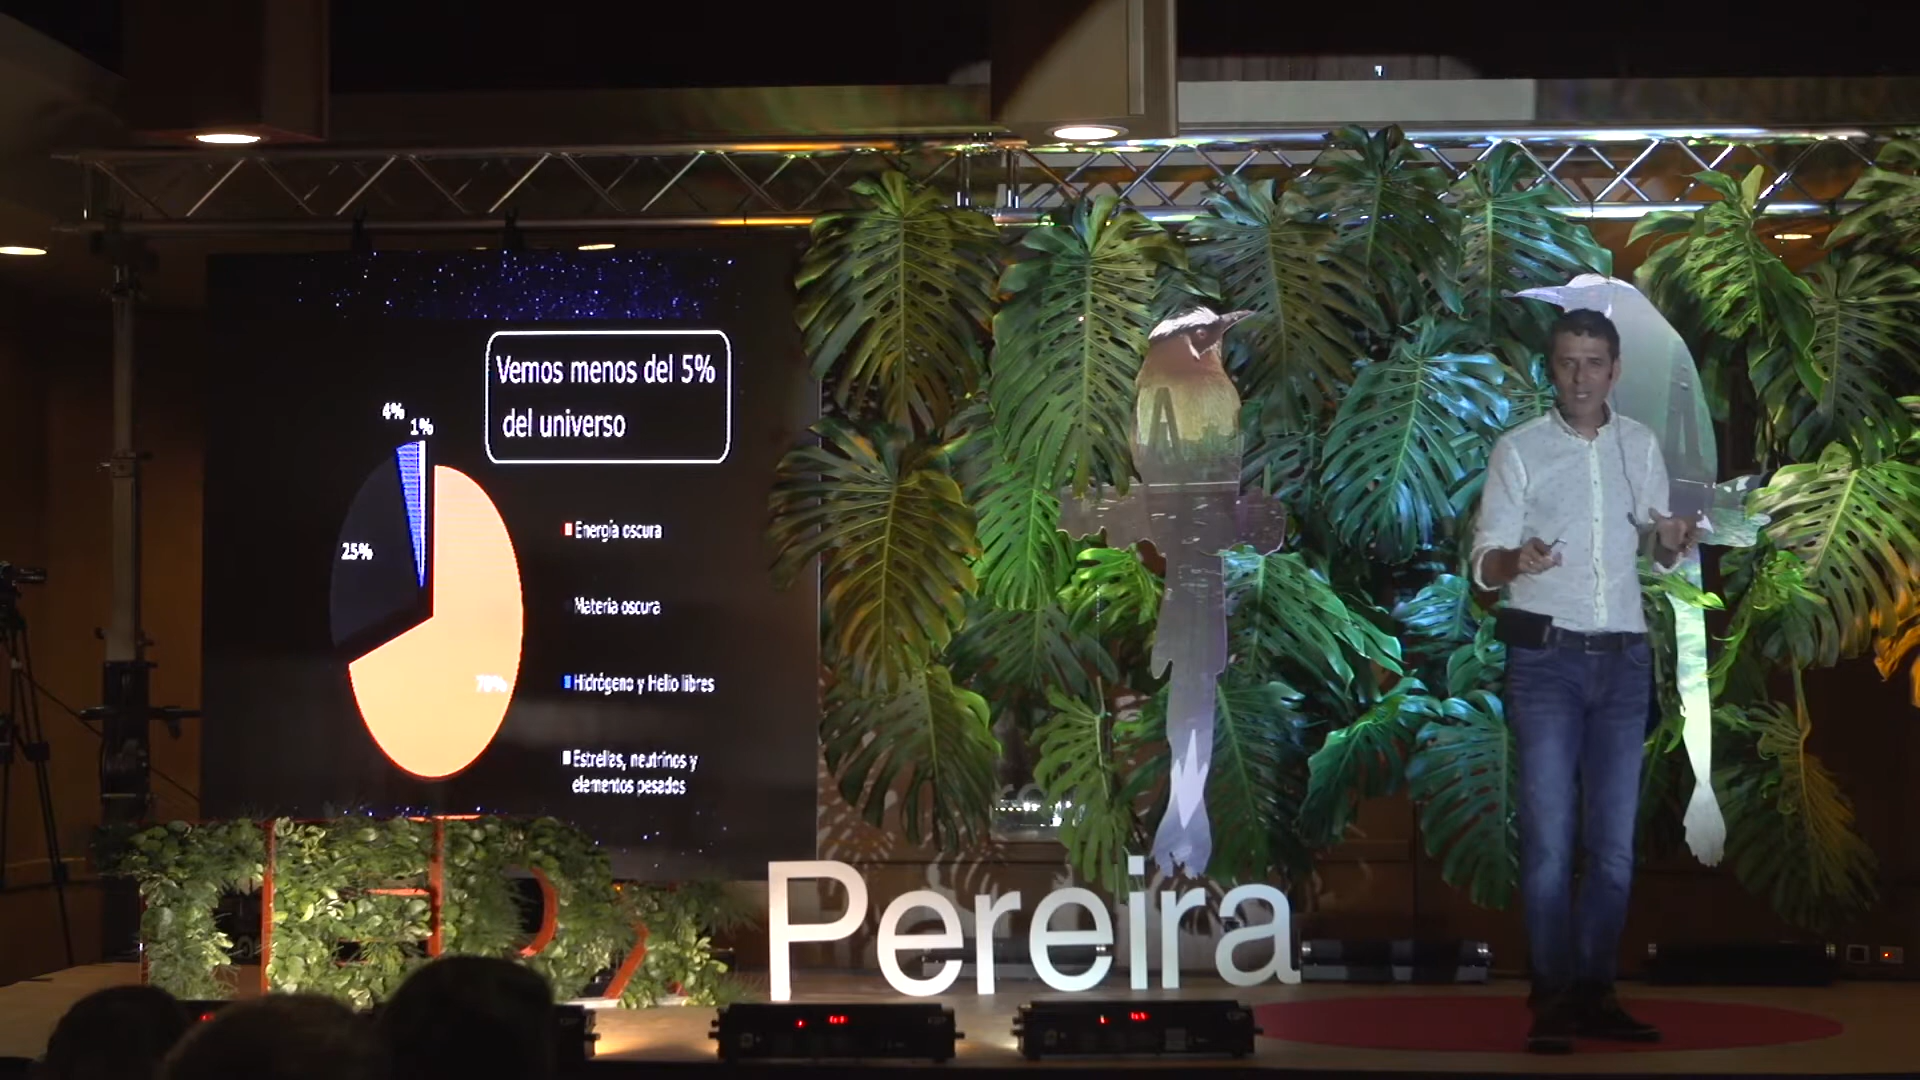 Vemos menos del 5%
del universo
4%
1%
25%
70%
Energía oscura
Materia oscura
Hidrógeno y Helio libres
Estrellas, neutrinos y
elementos pesados
TEDx
Pereira